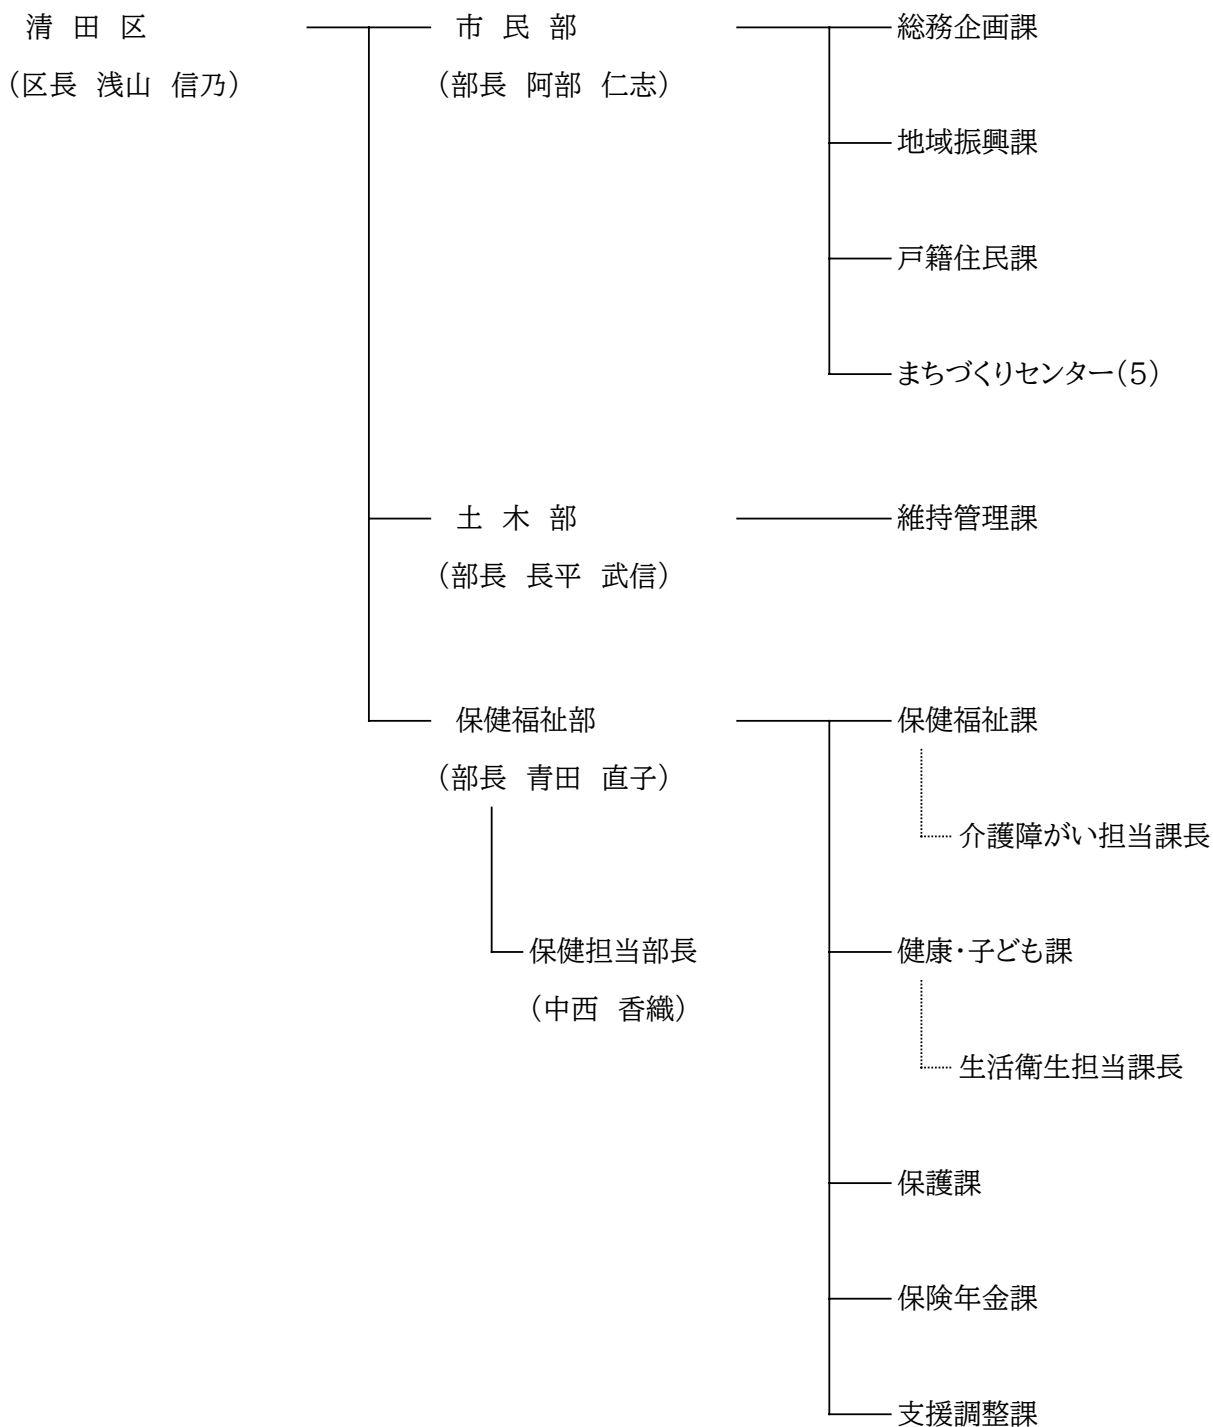 清田区 市民部 総務企画課
(区長 浅山 信乃) (部長 阿部 仁志)
地域振興課
戸籍住民課
まちづくりセンター(5)
土木部 維持管理課
(部長 長平 武信)
保健福祉部 保健福祉課
(部長 青田 直子)
介護障がい担当課長
保健担当部長 健康・子ども課
(中西 香織)
生活衛生担当課長
保護課
保険年金課
支援調整課